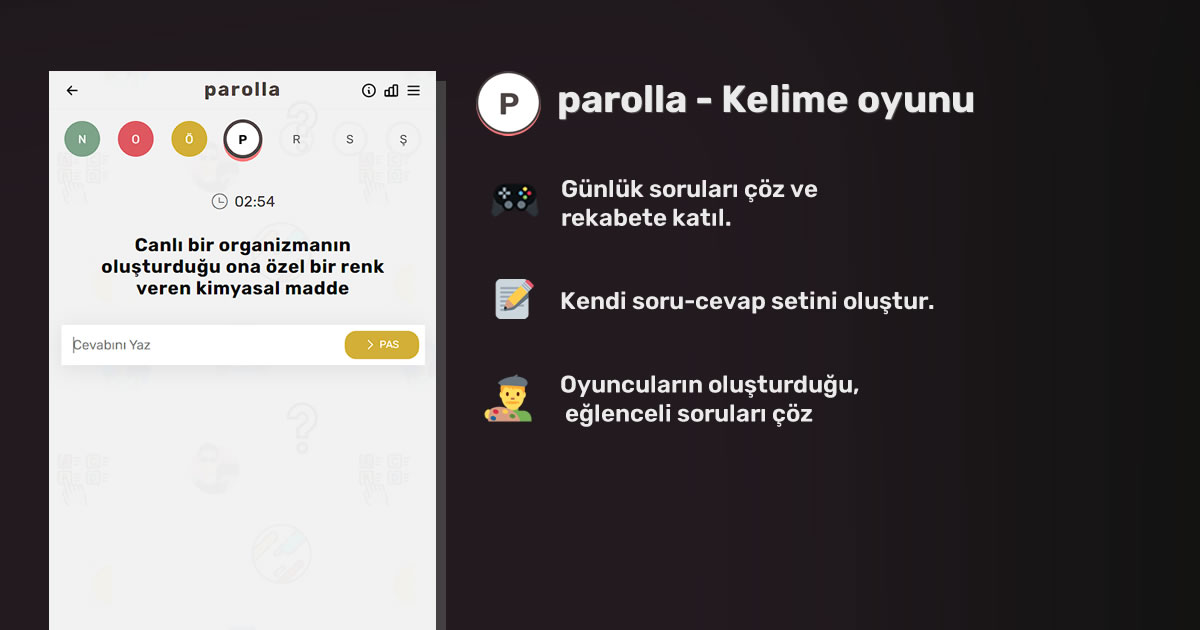 parolla
N O Ö P R S Ş
02:54
Canlı bir organizmanın
oluşturduğu ona özel bir renk
veren kimyasal madde
Cevabını Yaz
PAS
P
parolla - Kelime oyunu
Günlük soruları çöz ve
rekabete katıl.
Kendi soru-cevap setini oluştur.
Oyuncuların oluşturduğu,
eğlenceli soruları çöz